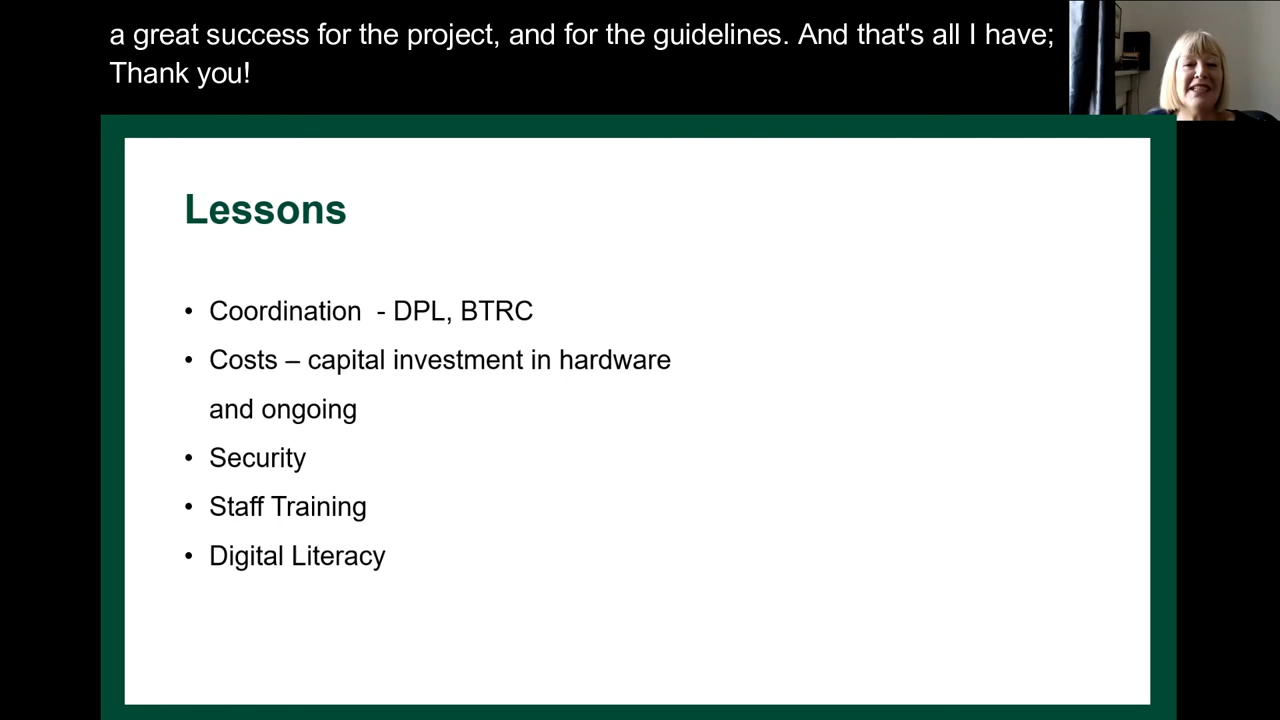 a great success for the project, and for the guidelines. And that's all I have;
Thank you!
Lessons
• Coordination - DPL, BTRC
• Costs – capital investment in hardware
and ongoing
• Security
• Staff Training
• Digital Literacy